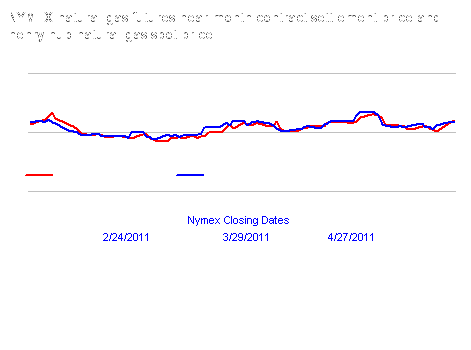 NYMEX natural gas futures near-month contract settlement price and
henry hub natural gas spot price
Nymex Closing Dates
2/24/2011 3/29/2011 4/27/2011